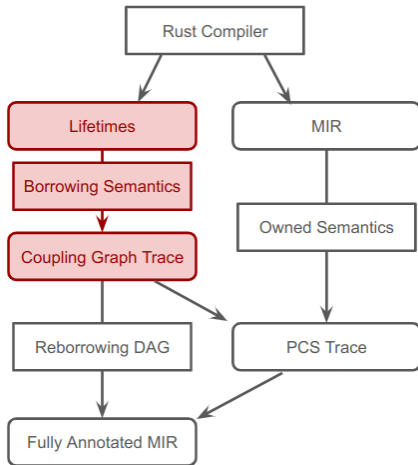 Rust Compiler
Lifetimes
MIR
Borrowing Semantics
Owned Semantics
Coupling Graph Trace
Reborrowing DAG
PCS Trace
Fully Annotated MIR